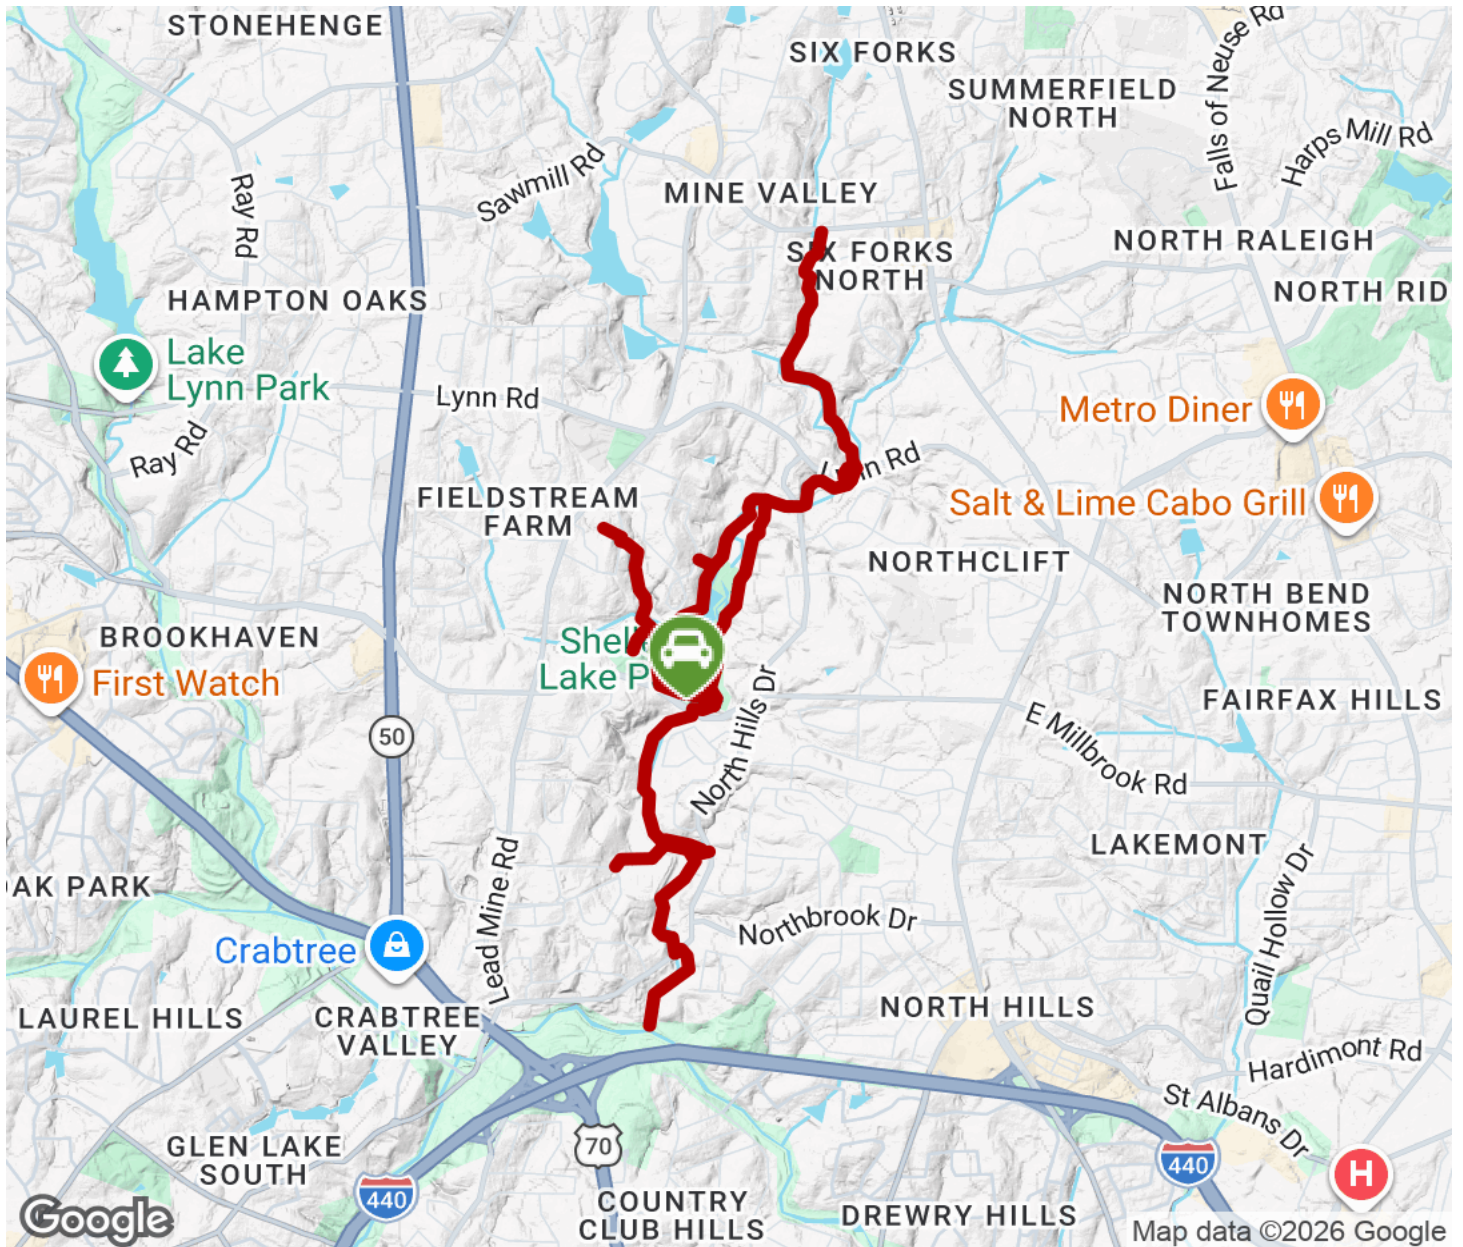 STONEHENGE
SIX FORKS
Falls of Neuse Rd
SUMMERFIELD
NORTH
Harps Mill Rd
Sawmill Rd
Ray Rd
MINE VALLEY
SIX FORKS
NORTH
NORTH RALEIGH
NORTH RID
HAMPTON OAKS
Lake
Lynn Park
Lynn Rd
Metro Diner
Ray Rd
Lynn Rd
FIELDSTREAM
FARM
Salt & Lime Cabo Grill
NORTHCLIFT
NORTH BEND
TOWNHOMES
BROOKHAVEN
Shell
Lake P
First Watch
FAIRFAX HILLS
50
North Hills Dr
E Millbrook Rd
LAKEMONT
OAK PARK
Lead Mine Rd
Northbrook Dr
Quail Hollow Dr
Crabtree
LAUREL HILLS
CRABTREE
VALLEY
NORTH HILLS
Hardimont Rd
St Albans Dr
GLEN LAKE
SOUTH
70
440
440
H
COUNTRY
CLUB HILLS
DREWRY HILLS
Google
Map data ©2026 Google